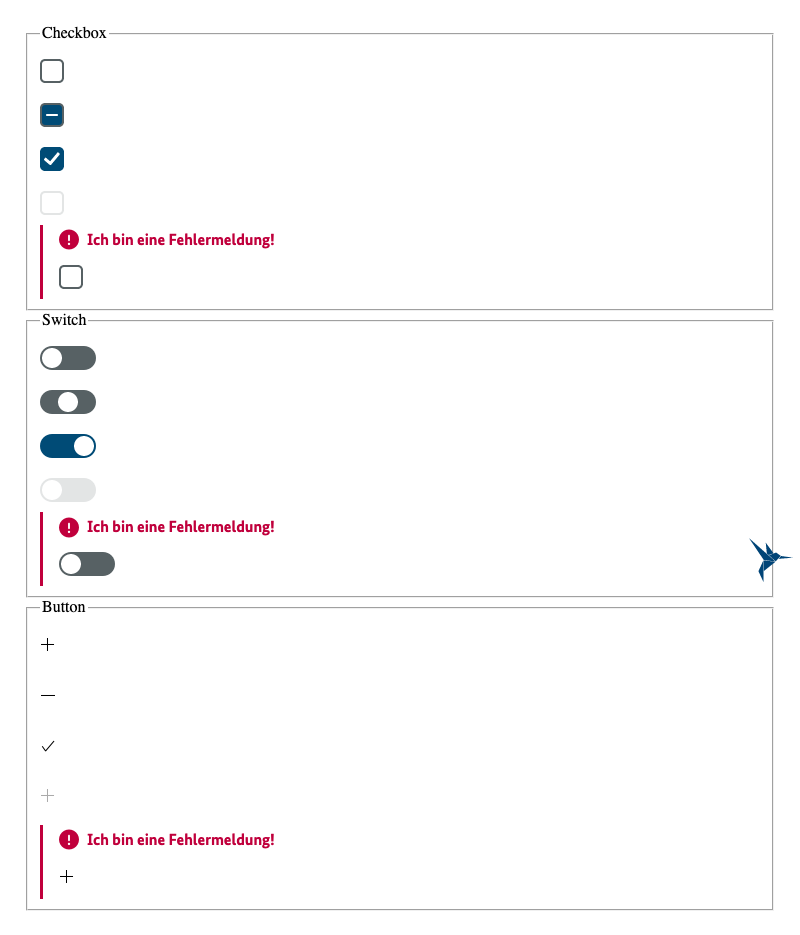 Checkbox
Ich bin eine Fehlermeldung!
Switch
Ich bin eine Fehlermeldung!
Button
Ich bin eine Fehlermeldung!